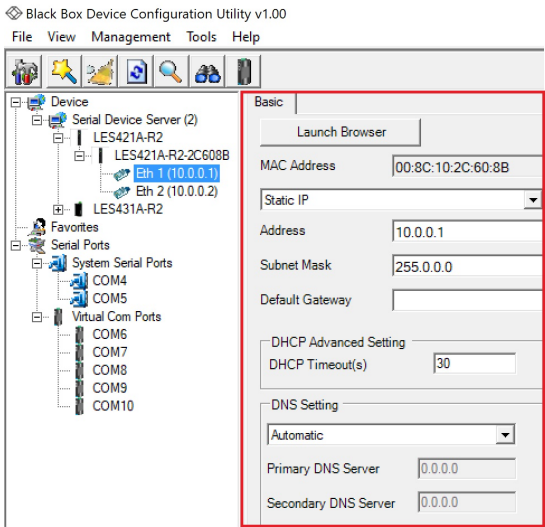 Black Box Device Configuration Utility v1.00
File View Management Tools Help
Device
Serial Device Server (2)
LES421A-R2
LES421A-R2-2C608B
Eth 1 (10.0.0.1)
Eth 2 (10.0.0.2)
LES431A-R2
Favorites
Serial Ports
System Serial Ports
COM4
COM5
Virtual Com Ports
COM6
COM7
COM8
COM9
COM10
Basic
Launch Browser
MAC Address 00:8C:10:2C:60:8B
Static IP
Address 10.0.0.1
Subnet Mask 255.0.0.0
Default Gateway
DHCP Advanced Setting
DHCP Timeout(s) 30
DNS Setting
Automatic
Primary DNS Server 0.0.0.0
Secondary DNS Server 0.0.0.0